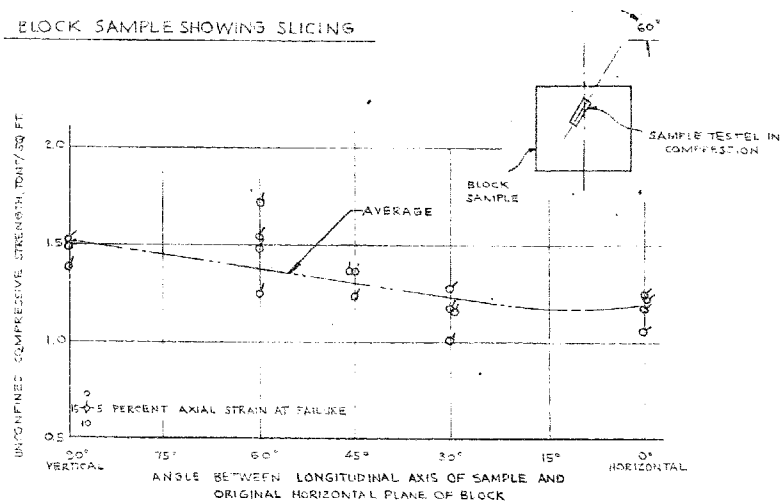 BLOCK SAMPLE SHOWING SLICING
60°
SAMPLE TESTED IN
COMPRESSION
BLOCK
SAMPLE
AVERAGE
UNCONFINED COMPRESSIVE STRENGTH, TONS/SQ FT.
2.0
1.5
1.0
0.5
0
15 5 PERCENT AXIAL STRAIN AT FAILURE
10
90° 75° 60° 45° 30° 15° 0°
VERTICAL HORIZONTAL
ANGLE BETWEEN LONGITUDINAL AXIS OF SAMPLE AND
ORIGINAL HORIZONTAL PLANE OF BLOCK